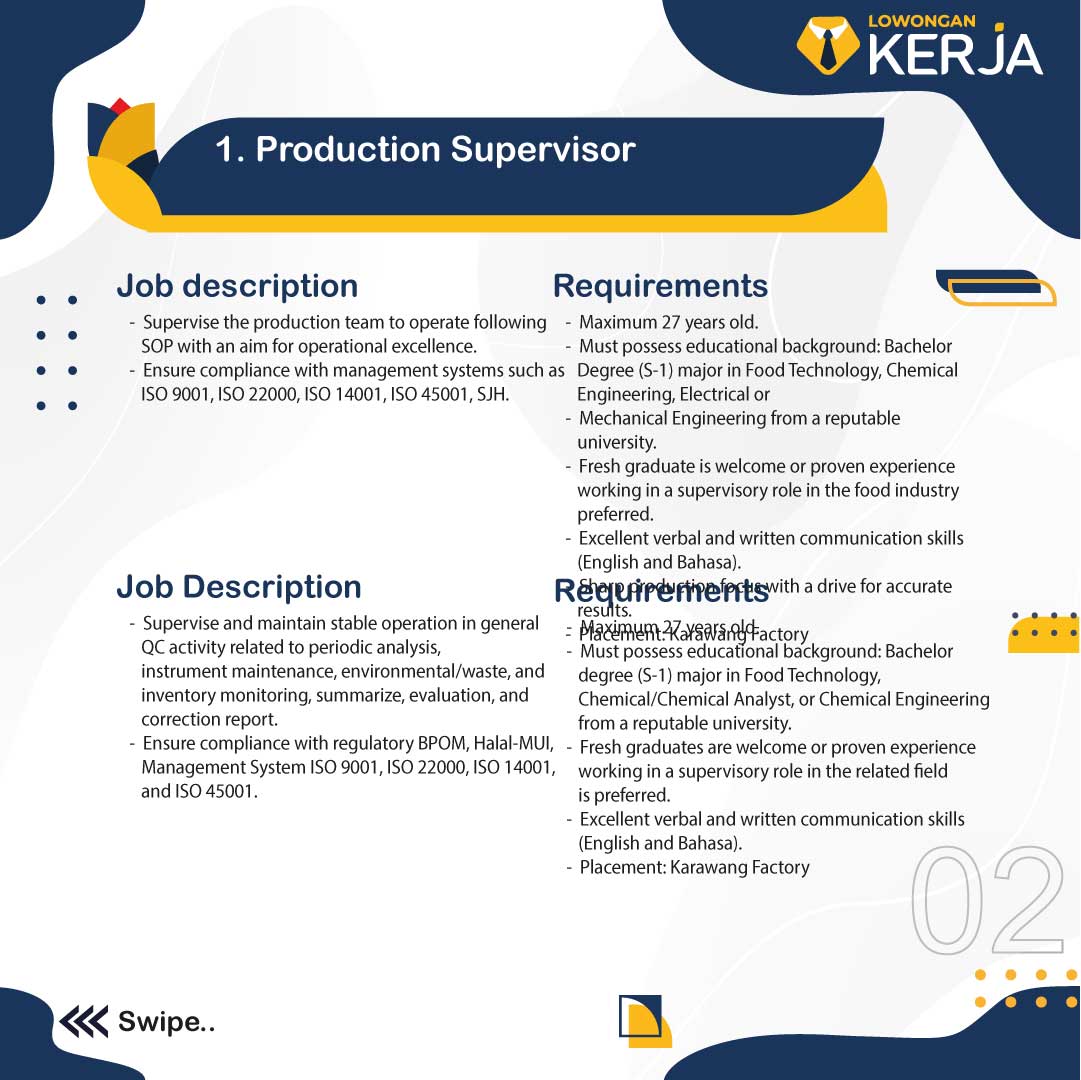 LOWONGAN
KERJA
1. Production Supervisor
Job description
- Supervise the production team to operate following
SOP with an aim for operational excellence.
- Ensure compliance with management systems such as
ISO 9001, ISO 22000, ISO 14001, ISO 45001, SJH.
Requirements
- Maximum 27 years old.
- Must possess educational background: Bachelor
Degree (S-1) major in Food Technology, Chemical
Engineering, Electrical or
- Mechanical Engineering from a reputable
university.
- Fresh graduate is welcome or proven experience
working in a supervisory role in the food industry
preferred.
- Excellent verbal and written communication skills
(English and Bahasa).
- Sharp production focus with a drive for accurate
results.
- Placement: Karawang Factory
Job Description
- Supervise and maintain stable operation in general
QC activity related to periodic analysis,
instrument maintenance, environmental/waste, and
inventory monitoring, summarize, evaluation, and
correction report.
- Ensure compliance with regulatory BPOM, Halal-MUI,
Management System ISO 9001, ISO 22000, ISO 14001,
and ISO 45001.
Requirements
- Maximum 27 years old
- Must possess educational background: Bachelor
degree (S-1) major in Food Technology,
Chemical/Chemical Analyst, or Chemical Engineering
from a reputable university.
- Fresh graduates are welcome or proven experience
working in a supervisory role in the related field
is preferred.
- Excellent verbal and written communication skills
(English and Bahasa).
- Placement: Karawang Factory
02
Swipe..